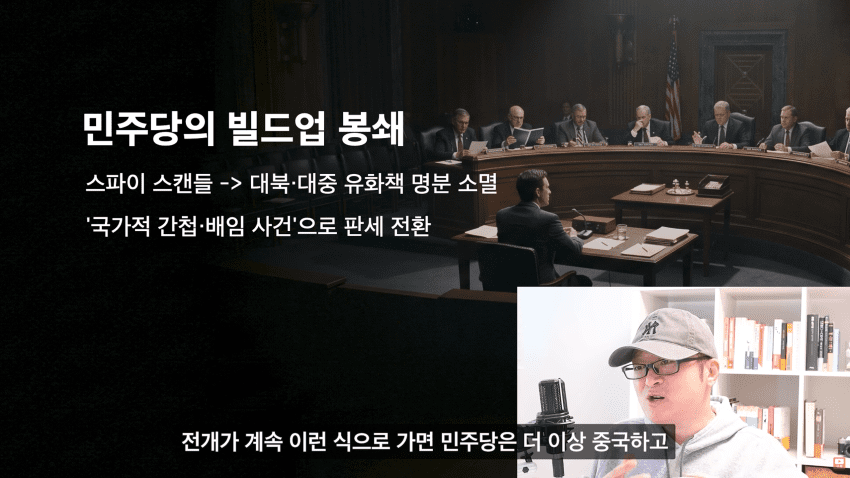 민주당의 빌드업 봉쇄
스파이 스캔들 -> 대북·대중 유화책 명분 소멸
'국가적 간첩·배임 사건'으로 판세 전환
전개가 계속 이런 식으로 가면 민주당은 더 이상 중국하고